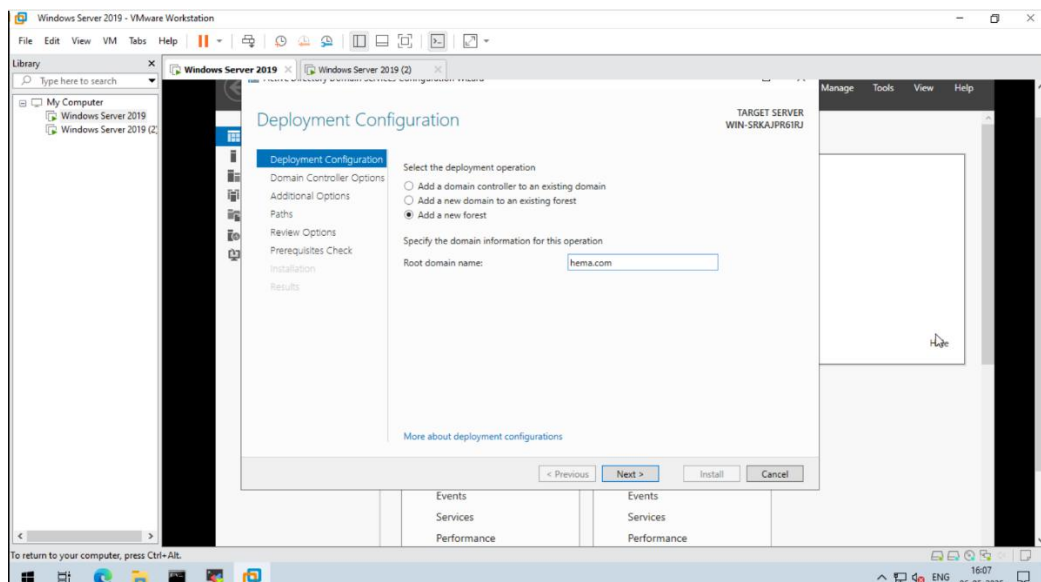 Windows Server 2019 - VMware Workstation
File Edit View VM Tabs Help
Library
Type here to search
My Computer
Windows Server 2019
Windows Server 2019 (2)
Windows Server 2019
Windows Server 2019 (2)
Manage Tools View Help
Deployment Configuration
TARGET SERVER
WIN-SRKAJPR61RJ
Deployment Configuration
Domain Controller Options
Additional Options
Paths
Review Options
Prerequisites Check
Installation
Results
Select the deployment operation
Add a domain controller to an existing domain
Add a new domain to an existing forest
Add a new forest
Specify the domain information for this operation
Root domain name: hema.com
More about deployment configurations
< Previous Next > Install Cancel
Hide
Events Events
Services Services
Performance Performance
To return to your computer, press Ctrl+Alt.
ENG 16:07